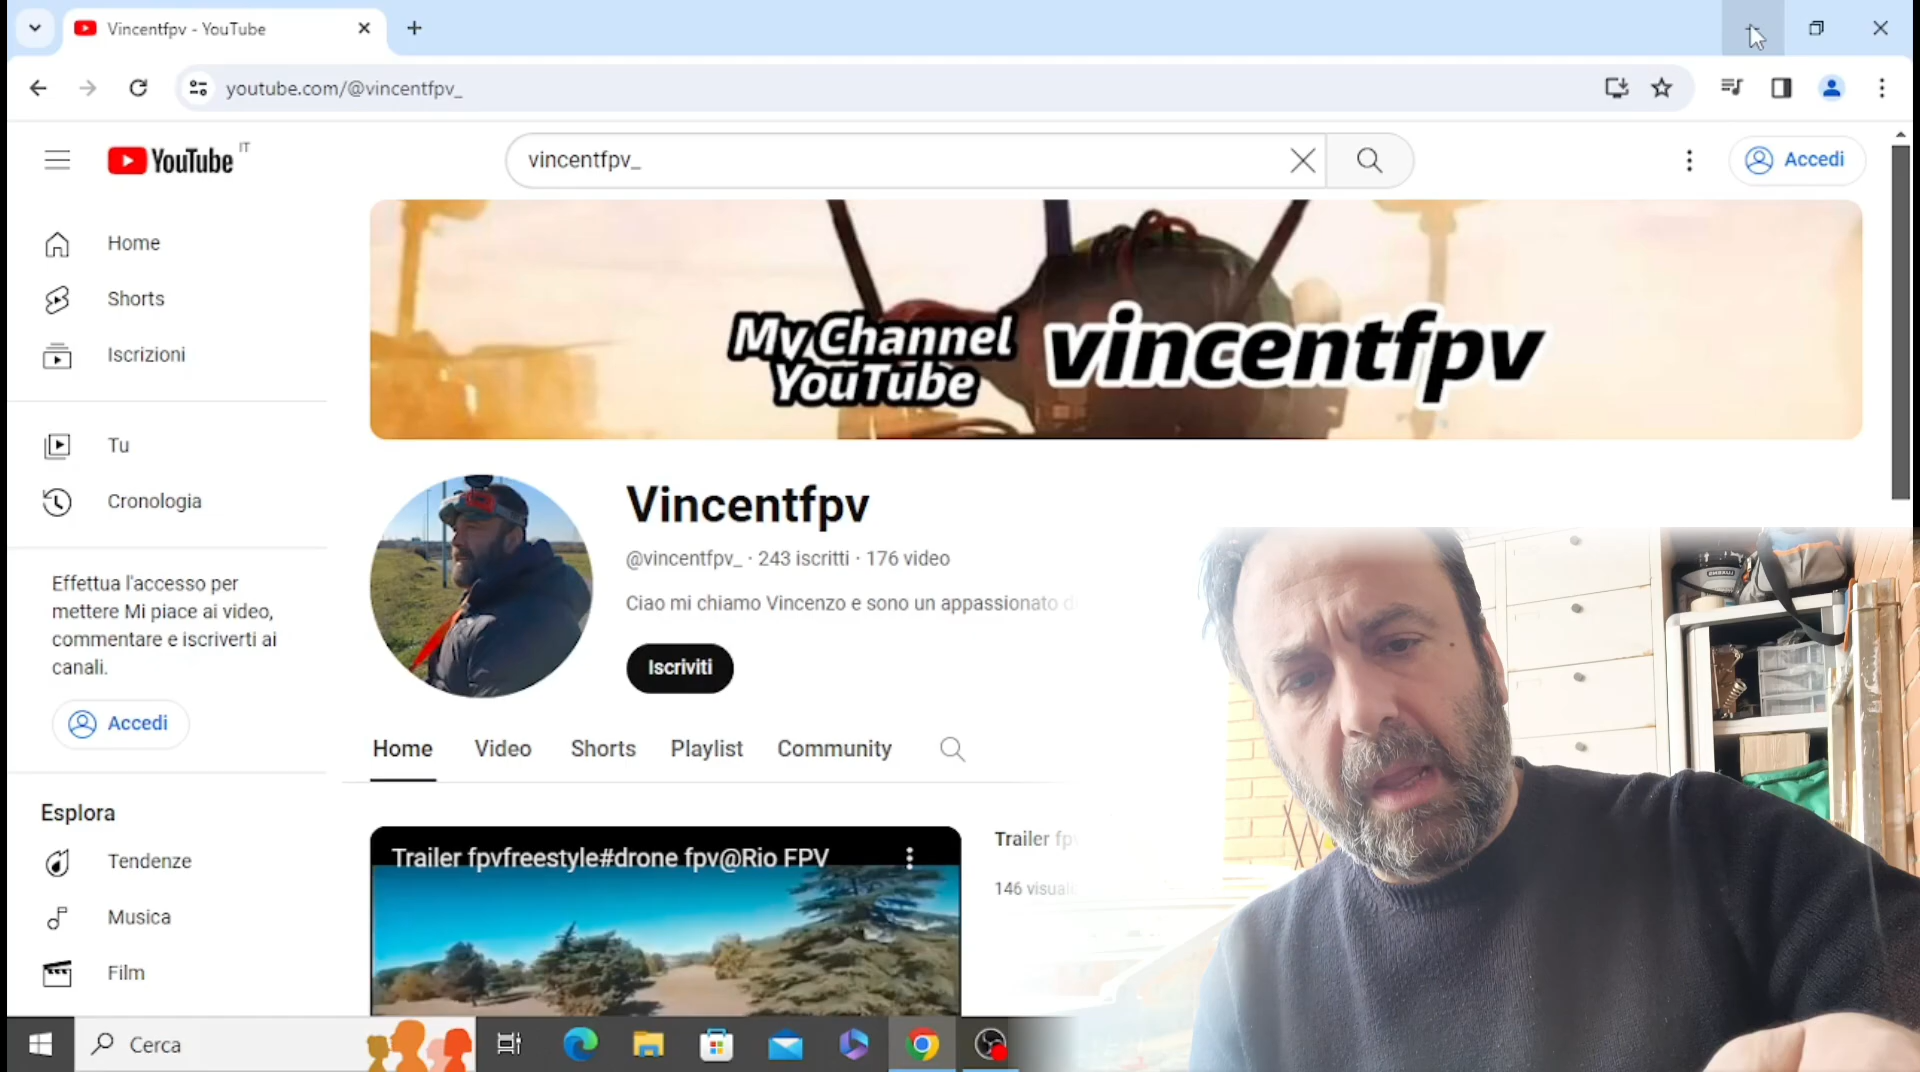 Vincentfpv - YouTube
youtube.com/@vincentfpv_
YouTube IT
vincentfpv_
Accedi
Home
Shorts
Iscrizioni
Tu
Cronologia
Effettua l'accesso per
mettere Mi piace ai video,
commentare e iscriverti ai
canali.
Accedi
Esplora
Tendenze
Musica
Film
My Channel
YouTube
vincentfpv
Vincentfpv
@vincentfpv_ · 243 iscritti · 176 video
Ciao mi chiamo Vincenzo e sono un appassionato
Iscriviti
Home Video Shorts Playlist Community
Trailer fpvfreestyle#drone fpv@Rio FPV
Trailer
146
Cerca